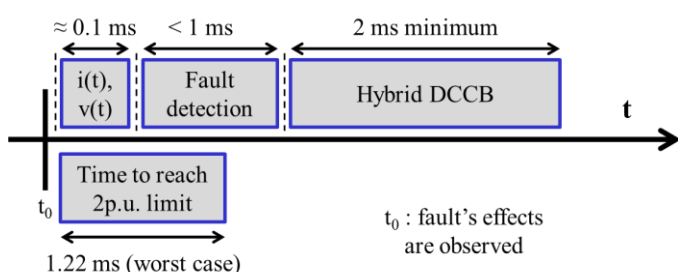 ≈ 0.1 ms
< 1 ms
2 ms minimum
i(t),
v(t)
Fault
detection
Hybrid DCCB
t
Time to reach
2p.u. limit
t₀
t₀ : fault's effects
are observed
1.22 ms (worst case)